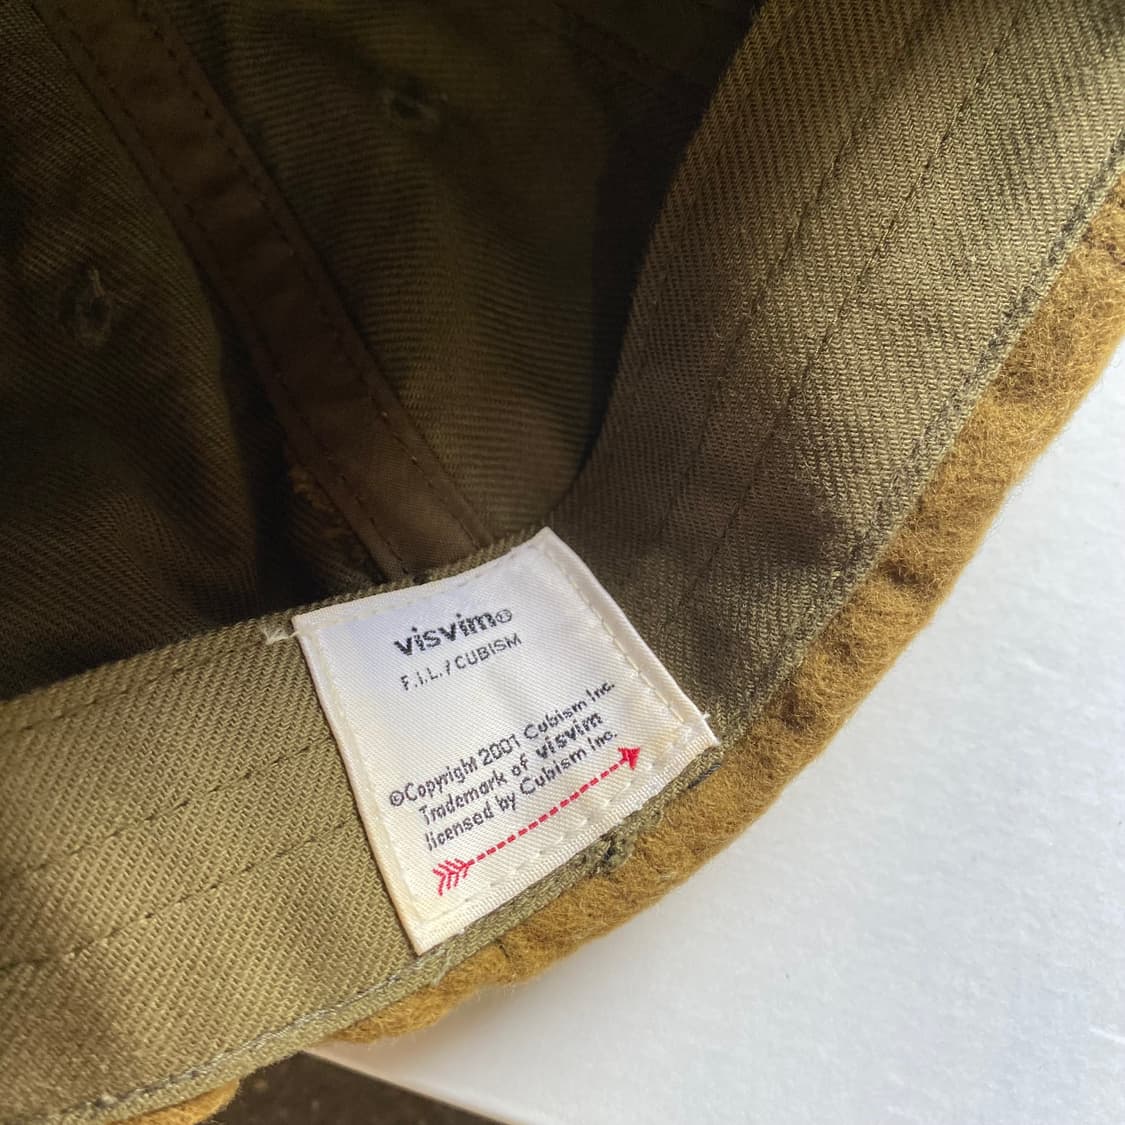 visvim®
F.I.L./CUBISM
©Copyright 2001 Cubism Inc.
Trademark of visvim
licensed by Cubism Inc.